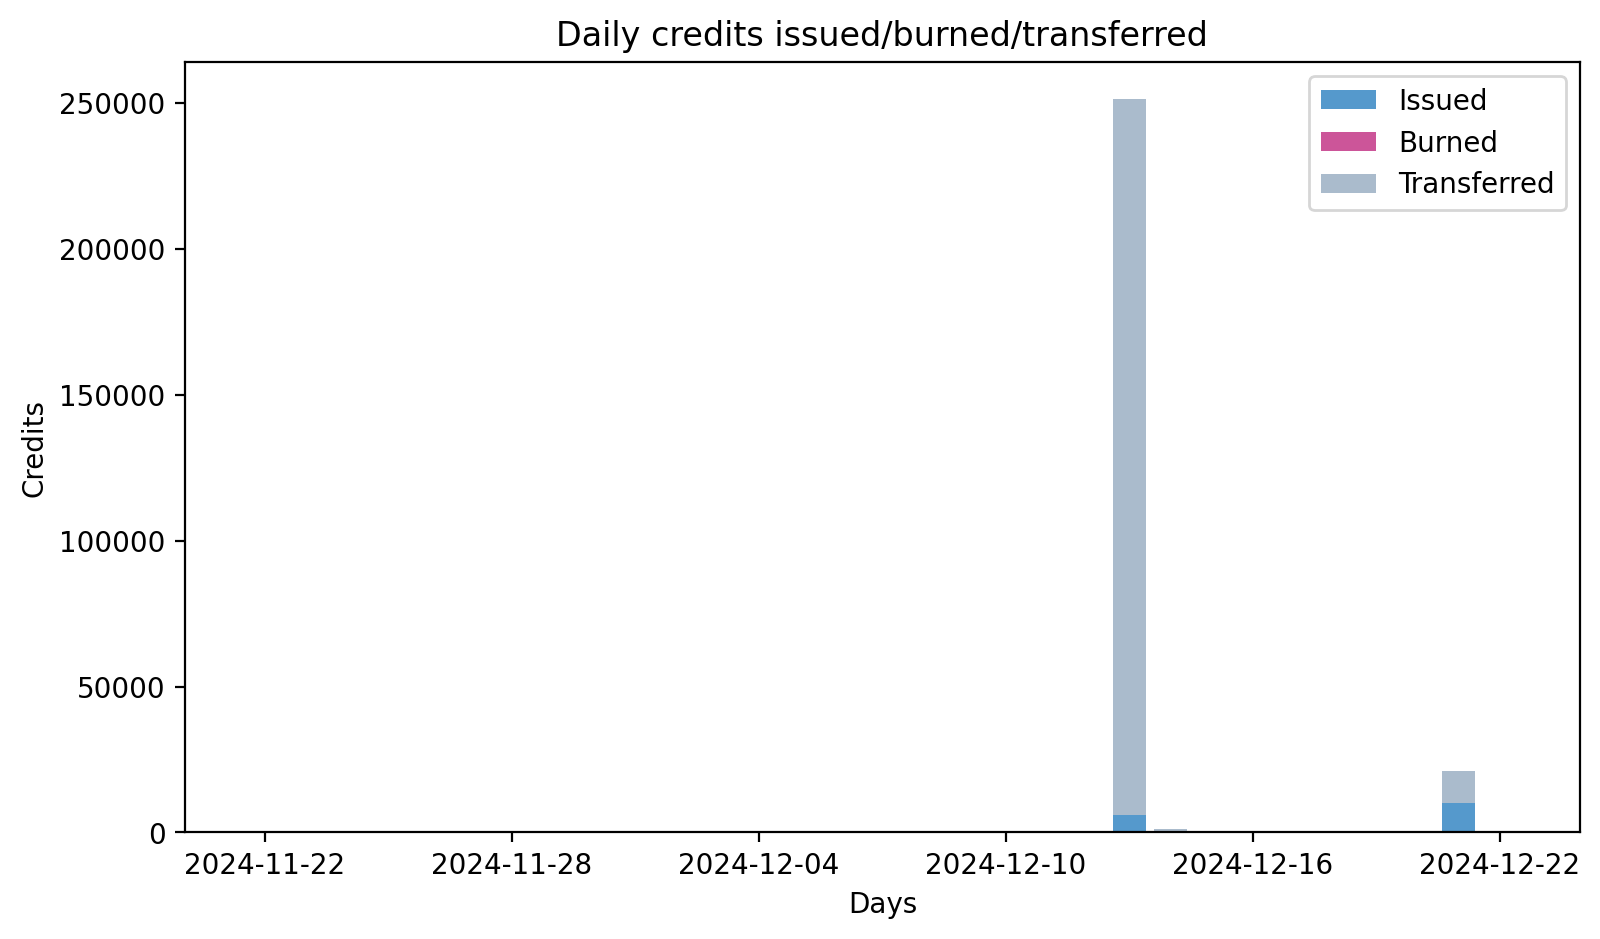 Daily credits issued/burned/transferred
250000
200000
150000
100000
50000
0
Credits
Issued
Burned
Transferred
2024-11-22
2024-11-28
2024-12-04
2024-12-10
2024-12-16
2024-12-22
Days